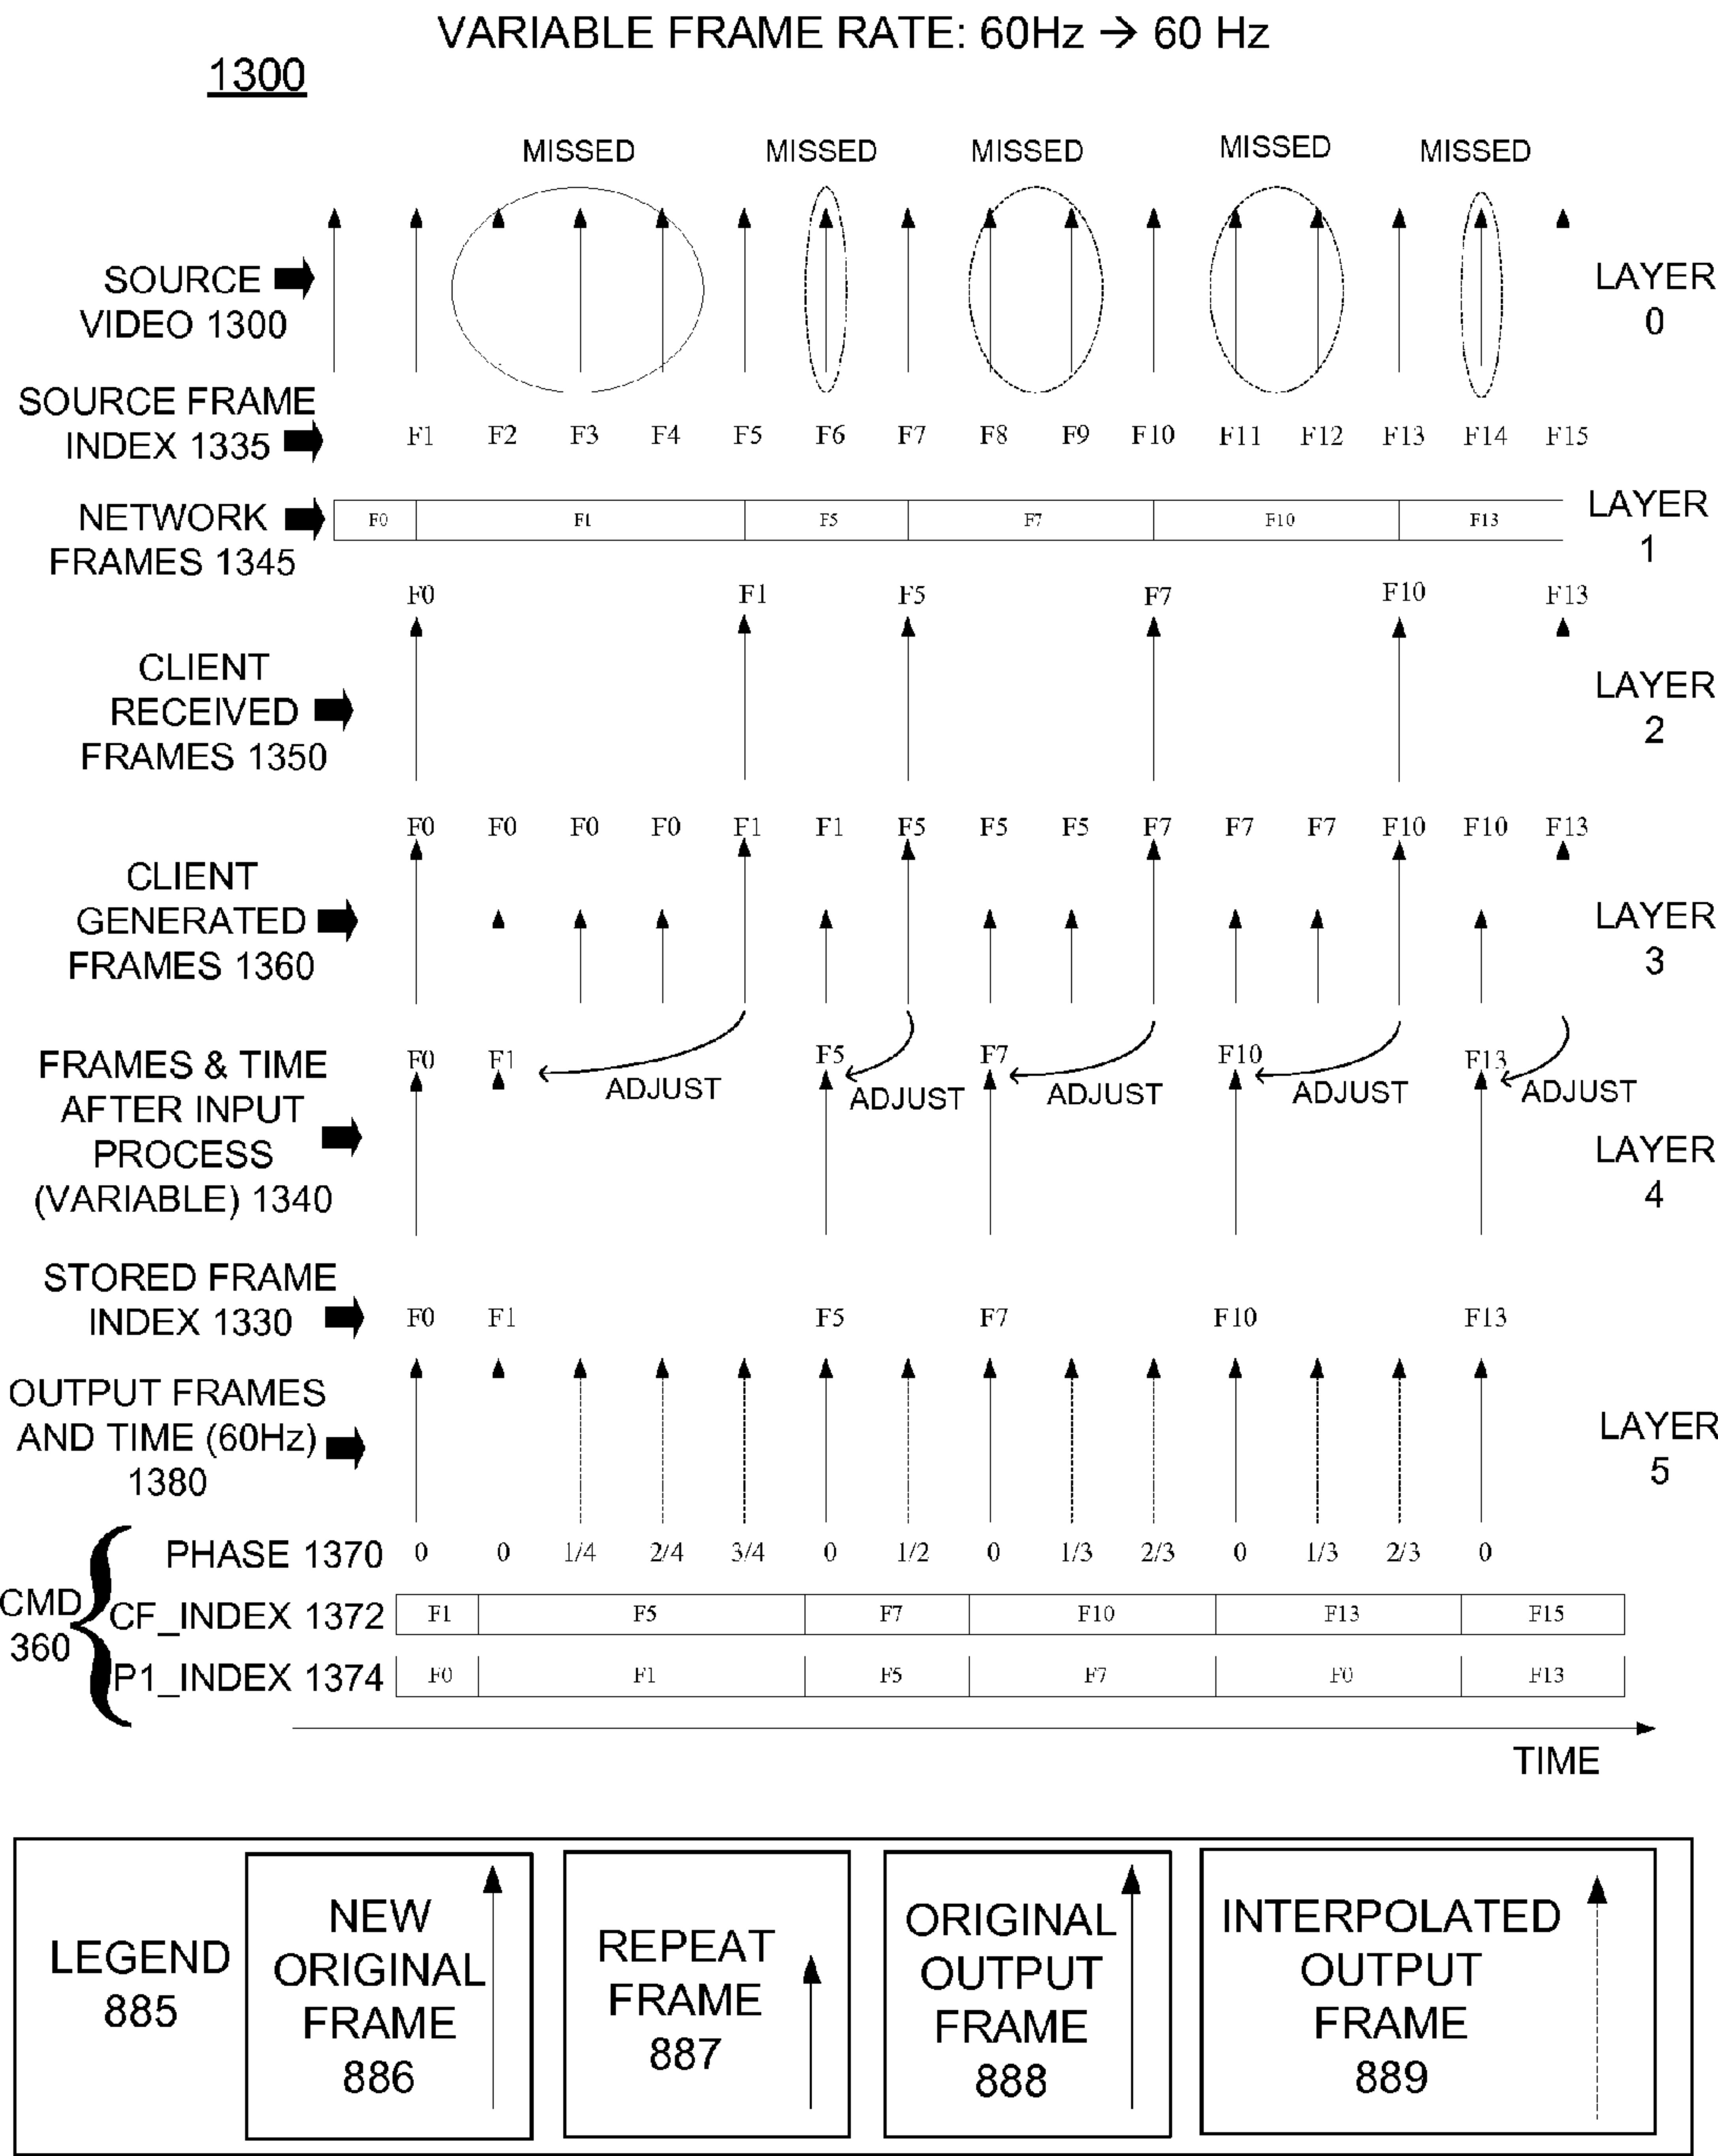 VARIABLE FRAME RATE: 60Hz → 60 Hz
1300
MISSED MISSED MISSED MISSED MISSED
SOURCE
VIDEO 1300
LAYER
0
SOURCE FRAME
INDEX 1335
F1 F2 F3 F4 F5 F6 F7 F8 F9 F10 F11 F12 F13 F14 F15
NETWORK
FRAMES 1345
F0 F1 F5 F7 F10 F13
LAYER
1
F0 F1 F5 F7 F10 F13
CLIENT
RECEIVED
FRAMES 1350
LAYER
2
F0 F0 F0 F0 F1 F1 F5 F5 F5 F7 F7 F7 F10 F10 F13
CLIENT
GENERATED
FRAMES 1360
LAYER
3
FRAMES & TIME
AFTER INPUT
PROCESS
(VARIABLE) 1340
F0 F1 F5 F7 F10 F13
ADJUST ADJUST ADJUST ADJUST ADJUST
LAYER
4
STORED FRAME
INDEX 1330
F0 F1 F5 F7 F10 F13
OUTPUT FRAMES
AND TIME (60Hz)
1380
LAYER
5
CMD
360
PHASE 1370 0 0 1/4 2/4 3/4 0 1/2 0 1/3 2/3 0 1/3 2/3 0
CF_INDEX 1372 F1 F5 F7 F10 F13 F15
P1_INDEX 1374 F0 F1 F5 F7 F0 F13
TIME
LEGEND
885
NEW
ORIGINAL
FRAME
886
REPEAT
FRAME
887
ORIGINAL
OUTPUT
FRAME
888
INTERPOLATED
OUTPUT
FRAME
889